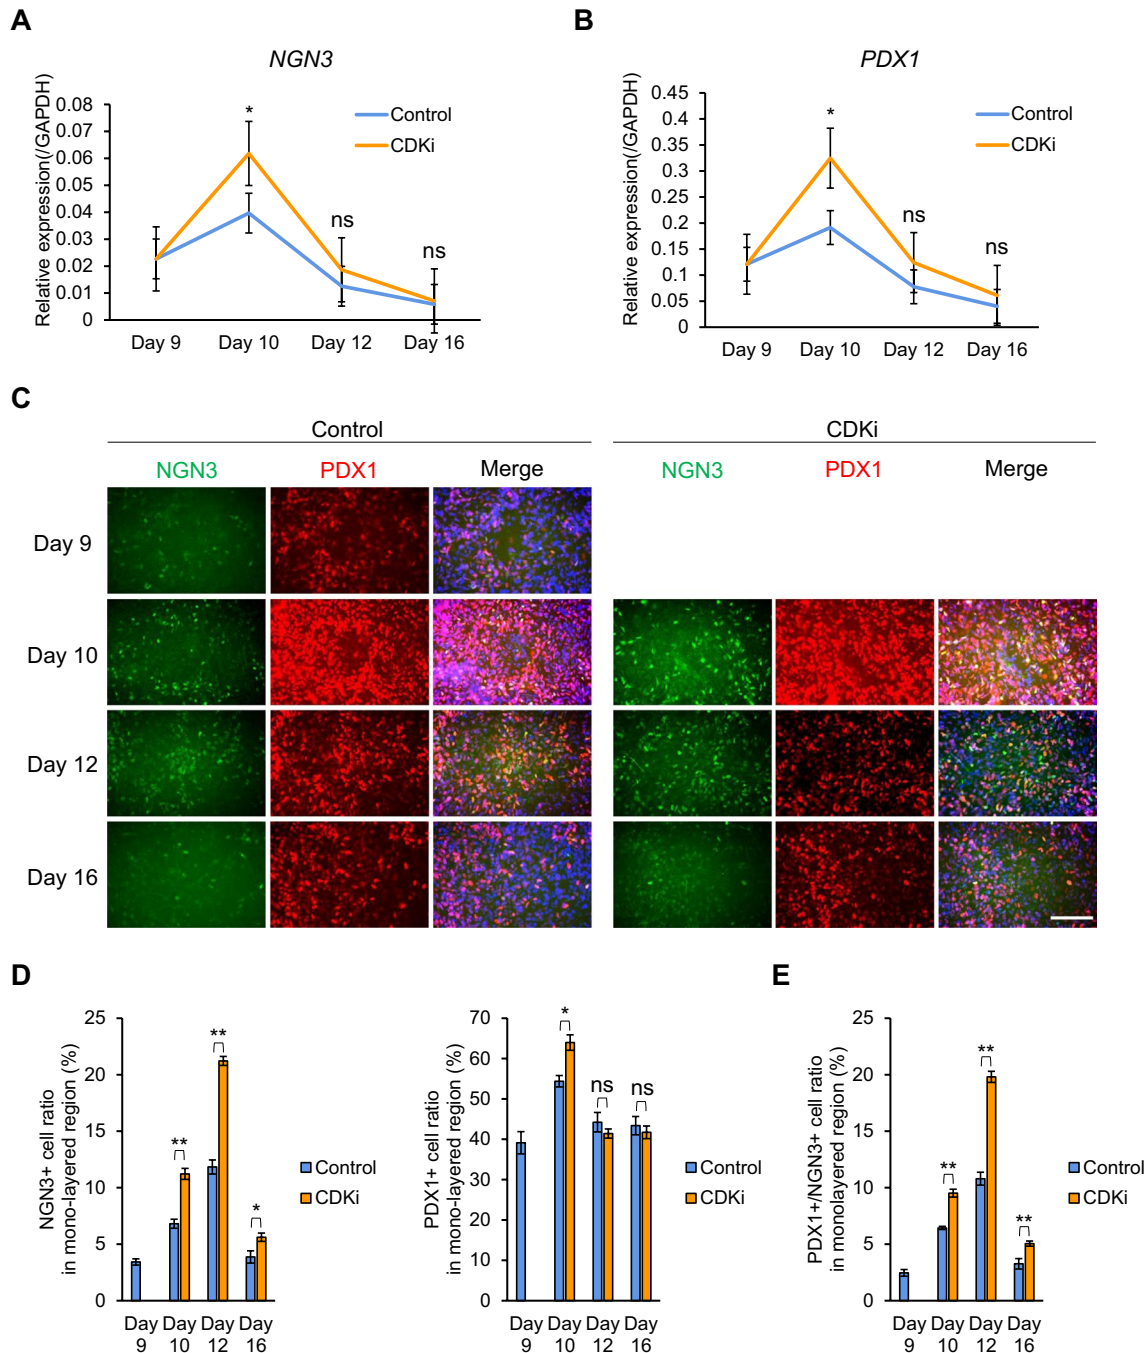 A
B
NGN3
PDX1
Relative expression(/GAPDH)
0.08
0.07
0.06
0.05
0.04
0.03
0.02
0.01
0
*
ns
ns
Control
CDKi
Day 9
Day 10
Day 12
Day 16
Relative expression(/GAPDH)
0.45
0.4
0.35
0.3
0.25
0.2
0.15
0.1
0.05
0
*
ns
ns
Control
CDKi
Day 9
Day 10
Day 12
Day 16
C
Control
CDKi
NGN3
PDX1
Merge
NGN3
PDX1
Merge
Day 9
Day 10
Day 12
Day 16
D
E
NGN3+ cell ratio
in mono-layered region (%)
25
20
15
10
5
0
**
**
*
Control
CDKi
Day
9
Day
10
Day
12
Day
16
PDX1+ cell ratio
in mono-layered region (%)
70
60
50
40
30
20
10
0
*
ns
ns
Control
CDKi
Day
9
Day
10
Day
12
Day
16
PDX1+/NGN3+ cell ratio
in monolayered region (%)
25
20
15
10
5
0
**
**
**
Control
CDKi
Day
9
Day
10
Day
12
Day
16